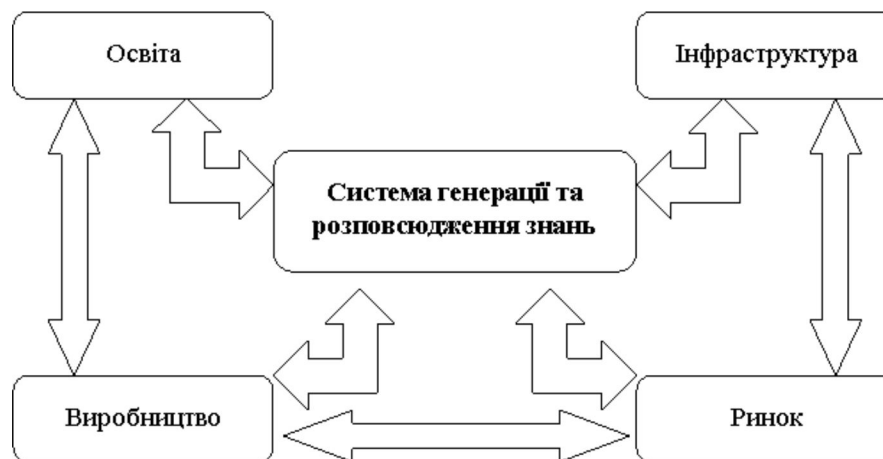 Освіта
Інфраструктура
Система генерації та
розповсюдження знань
Виробництво
Ринок